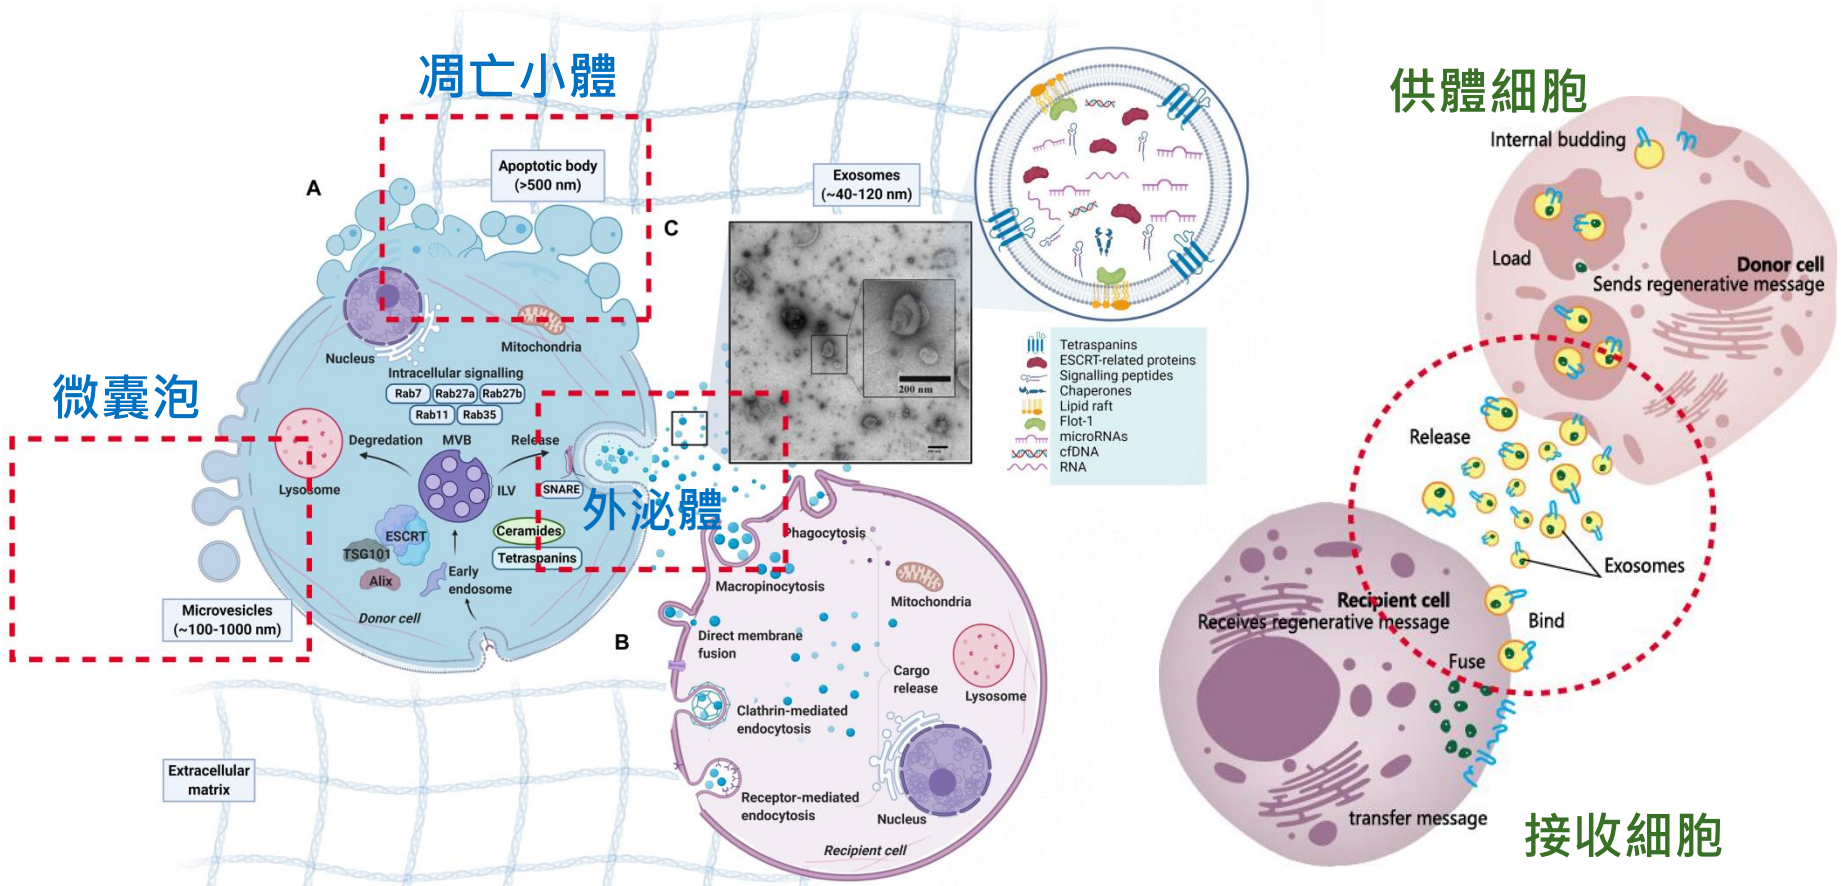 凋亡小體
Apoptotic body
(>500 nm)
A
Exosomes
(~40-120 nm)
C
Nucleus
Mitochondria
Intracellular signalling
Rab7
Rab27a
Rab27b
Rab11
Rab35
微囊泡
Degredation
MVB
Release
Lysosome
ILV
SNARE
外泌體
ESCRT
TSG101
Alix
Ceramides
Tetraspanins
Early
endosome
Donor cell
Microvesicles
(~100-1000 nm)
Extracellular
matrix
200 nm
Tetraspanins
ESCRT-related proteins
Signalling peptides
Chaperones
Lipid raft
Flot-1
microRNAs
cfDNA
RNA
B
Phagocytosis
Macropinocytosis
Direct membrane
fusion
Mitochondria
Cargo
release
Lysosome
Clathrin-mediated
endocytosis
Receptor-mediated
endocytosis
Nucleus
Recipient cell
供體細胞
Internal budding
Load
Donor cell
Sends regenerative message
Release
Exosomes
Recipient cell
Receives regenerative message
Bind
Fuse
transfer message
接收細胞